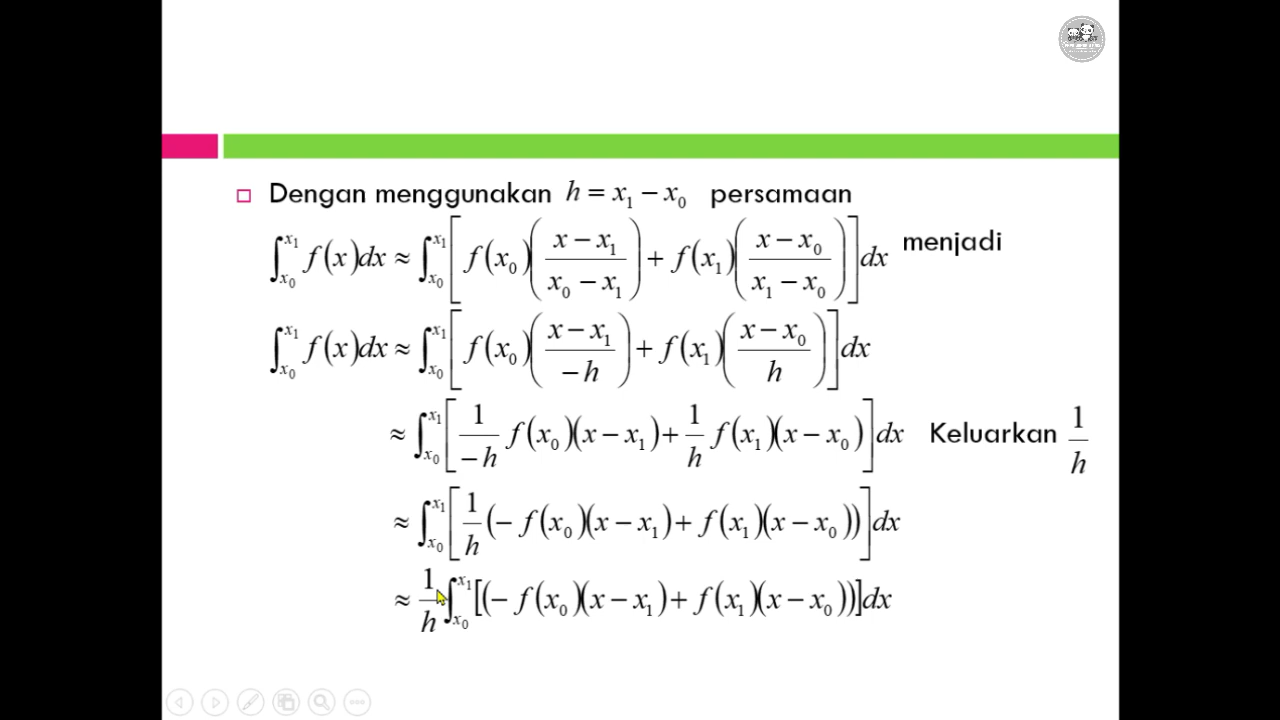 Dengan menggunakan h = x₁ − x₀ persamaan
∫_{x₀}^{x₁} f(x)dx ≈ ∫_{x₀}^{x₁} [ f(x₀)( (x − x₁)/(x₀ − x₁) ) + f(x₁)( (x − x₀)/(x₁ − x₀) ) ] dx menjadi
∫_{x₀}^{x₁} f(x)dx ≈ ∫_{x₀}^{x₁} [ f(x₀)( (x − x₁)/(−h) ) + f(x₁)( (x − x₀)/h ) ] dx
≈ ∫_{x₀}^{x₁} [ 1/(−h) f(x₀)(x − x₁) + 1/h f(x₁)(x − x₀) ] dx Keluarkan 1/h
≈ ∫_{x₀}^{x₁} [ 1/h (− f(x₀)(x − x₁) + f(x₁)(x − x₀)) ] dx
≈ 1/h ∫_{x₀}^{x₁} [(− f(x₀)(x − x₁) + f(x₁)(x − x₀))] dx